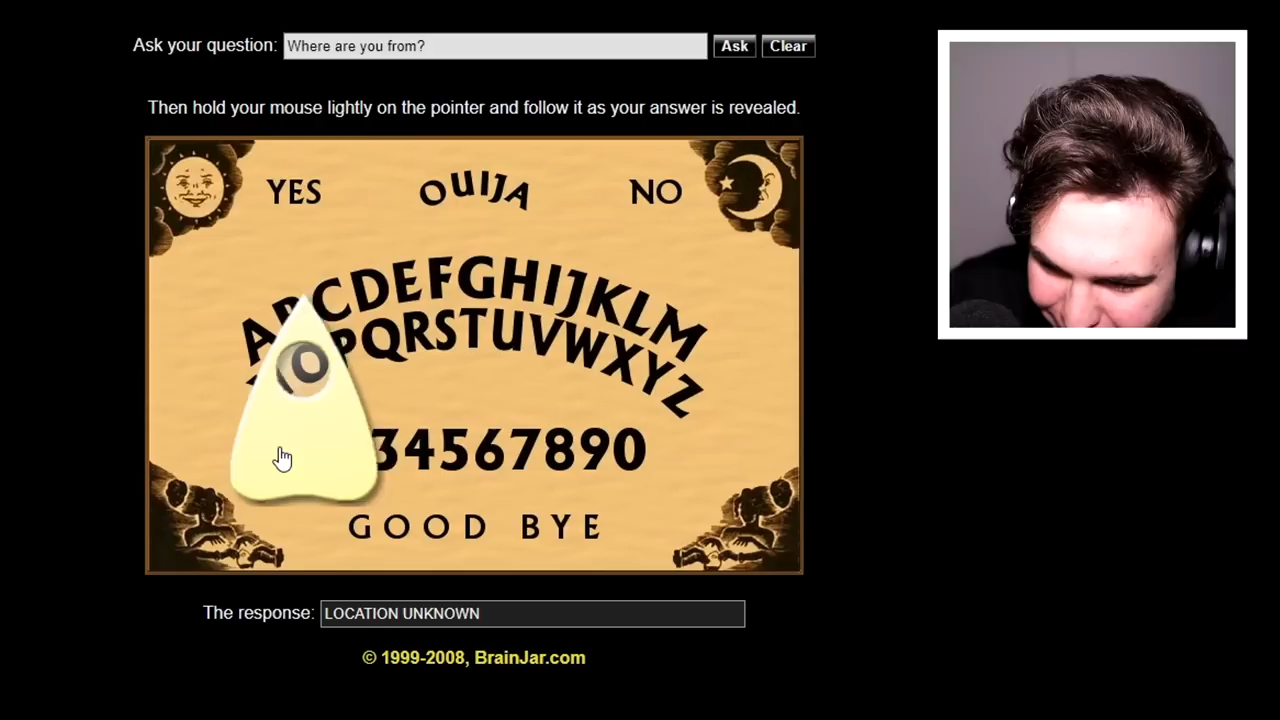 Ask your question: Where are you from? Ask Clear
Then hold your mouse lightly on the pointer and follow it as your answer is revealed.
YES OUIJA NO
ABCDEFGHIJKLM
OPQRSTUVWXYZ
34567890
GOOD BYE
The response: LOCATION UNKNOWN
© 1999-2008, BrainJar.com